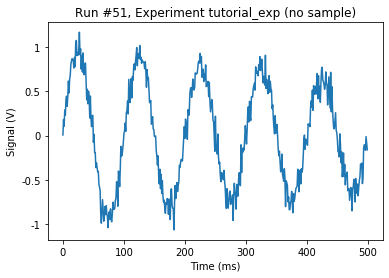 Run #51, Experiment tutorial_exp (no sample)
1
0.5
0
-0.5
-1
Signal (V)
0 100 200 300 400 500
Time (ms)